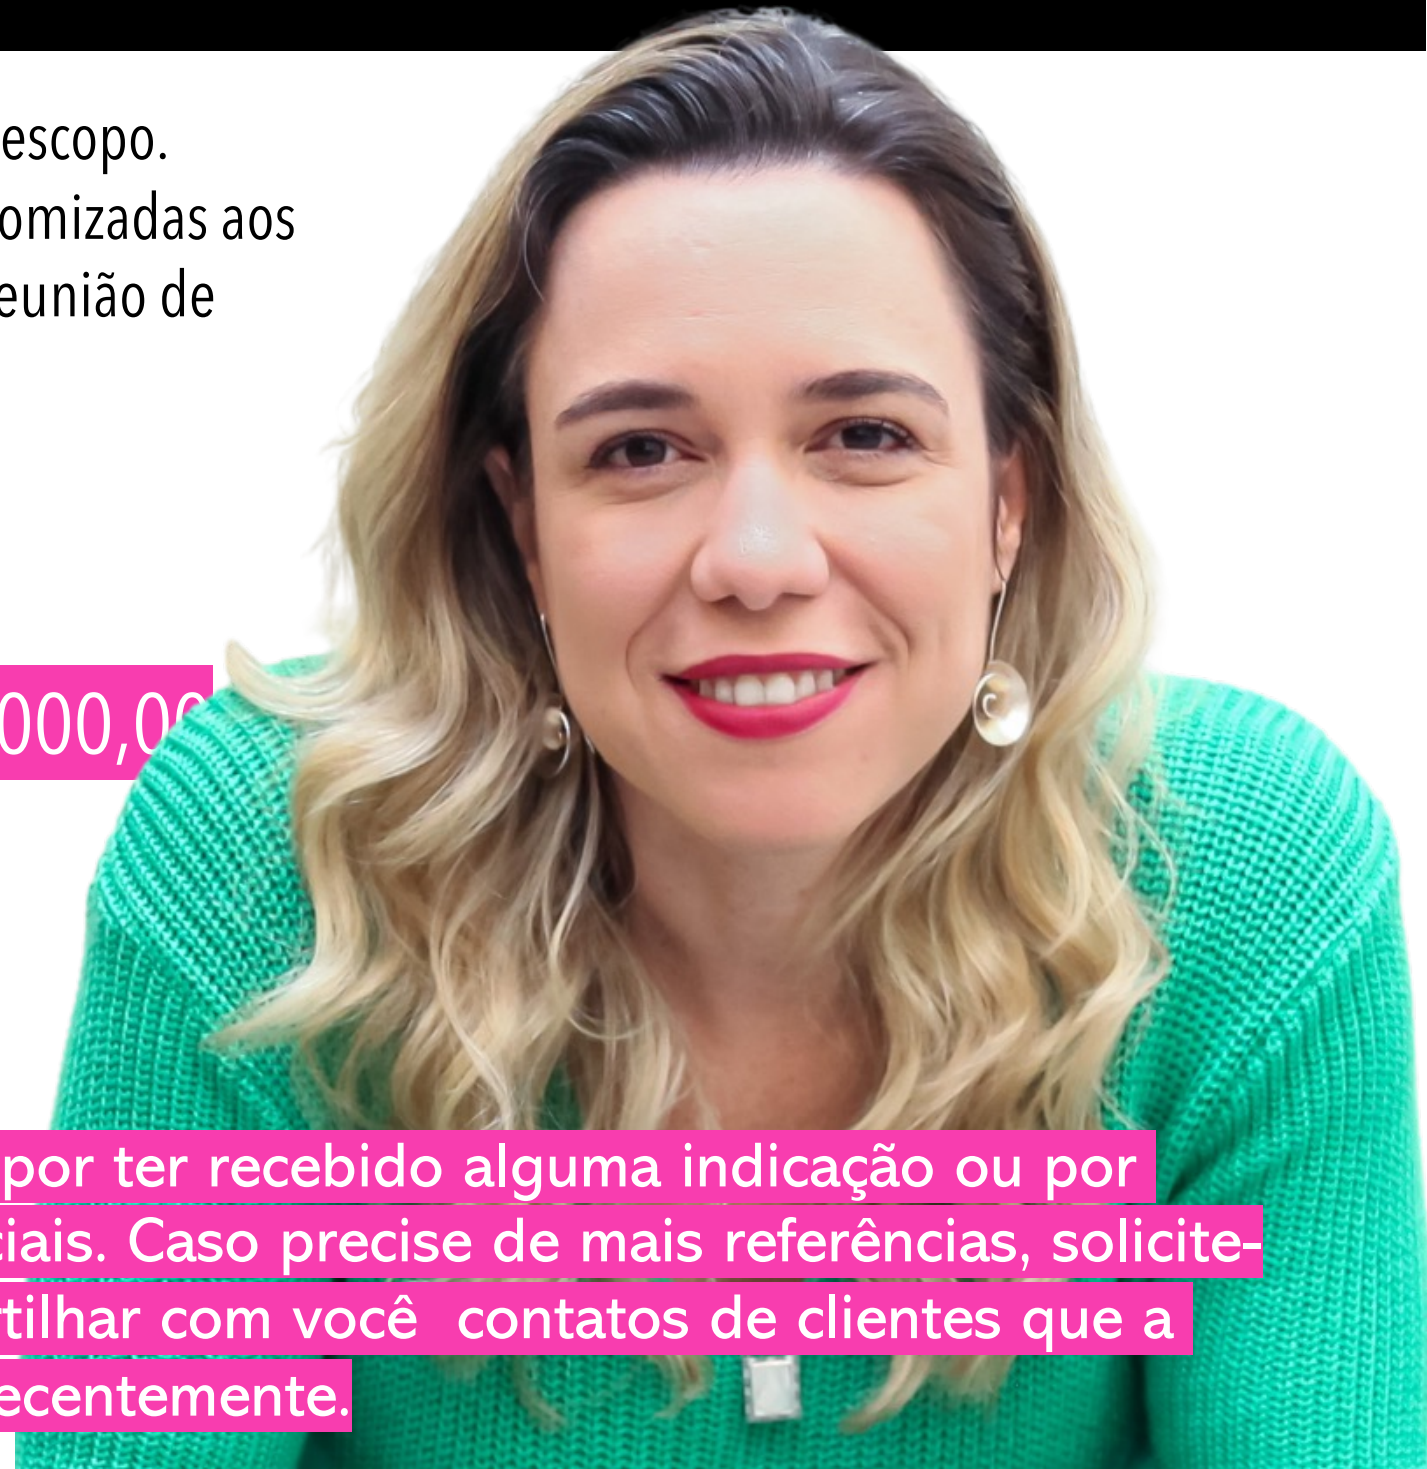 escopo.
omizadas aos
eunião de
000,00
por ter recebido alguma indicação ou por
ciais. Caso precise de mais referências, solicite-
rtilhar com você  contatos de clientes que a
ecentemente.